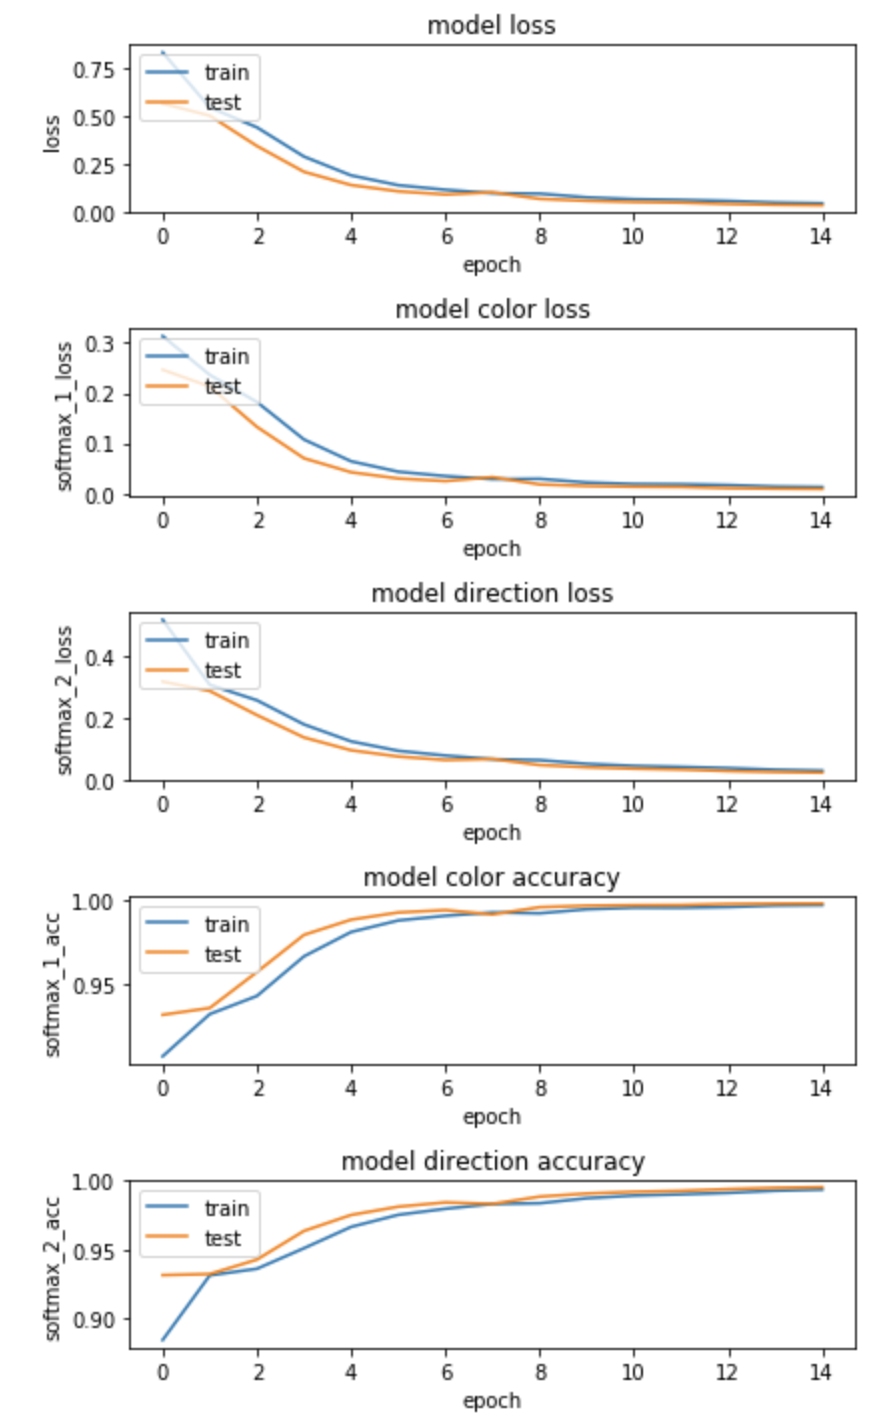 model loss
train
test
loss
0.75
0.50
0.25
0.00
0 2 4 6 8 10 12 14
epoch
model color loss
train
test
softmax_1_loss
0.3
0.2
0.1
0.0
0 2 4 6 8 10 12 14
epoch
model direction loss
train
test
softmax_2_loss
0.4
0.2
0.0
0 2 4 6 8 10 12 14
epoch
model color accuracy
train
test
softmax_1_acc
1.00
0.95
0 2 4 6 8 10 12 14
epoch
model direction accuracy
train
test
softmax_2_acc
1.00
0.95
0.90
0 2 4 6 8 10 12 14
epoch